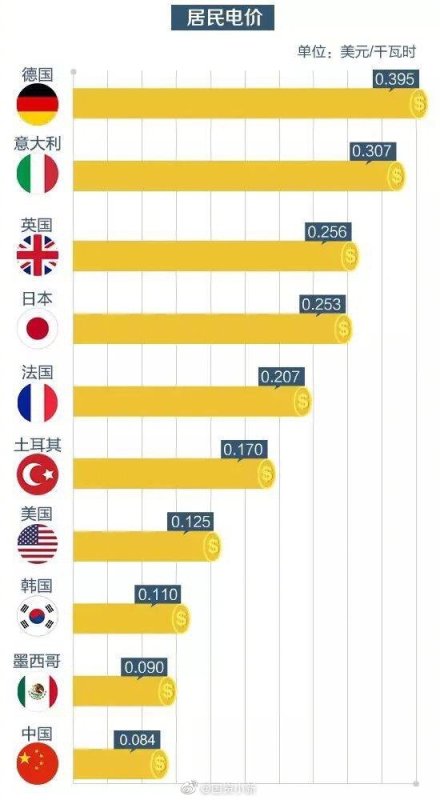 居民电价
单位：美元/千瓦时
德国
0.395
意大利
0.307
英国
0.256
日本
0.253
法国
0.207
土耳其
0.170
美国
0.125
韩国
0.110
墨西哥
0.090
中国
0.084